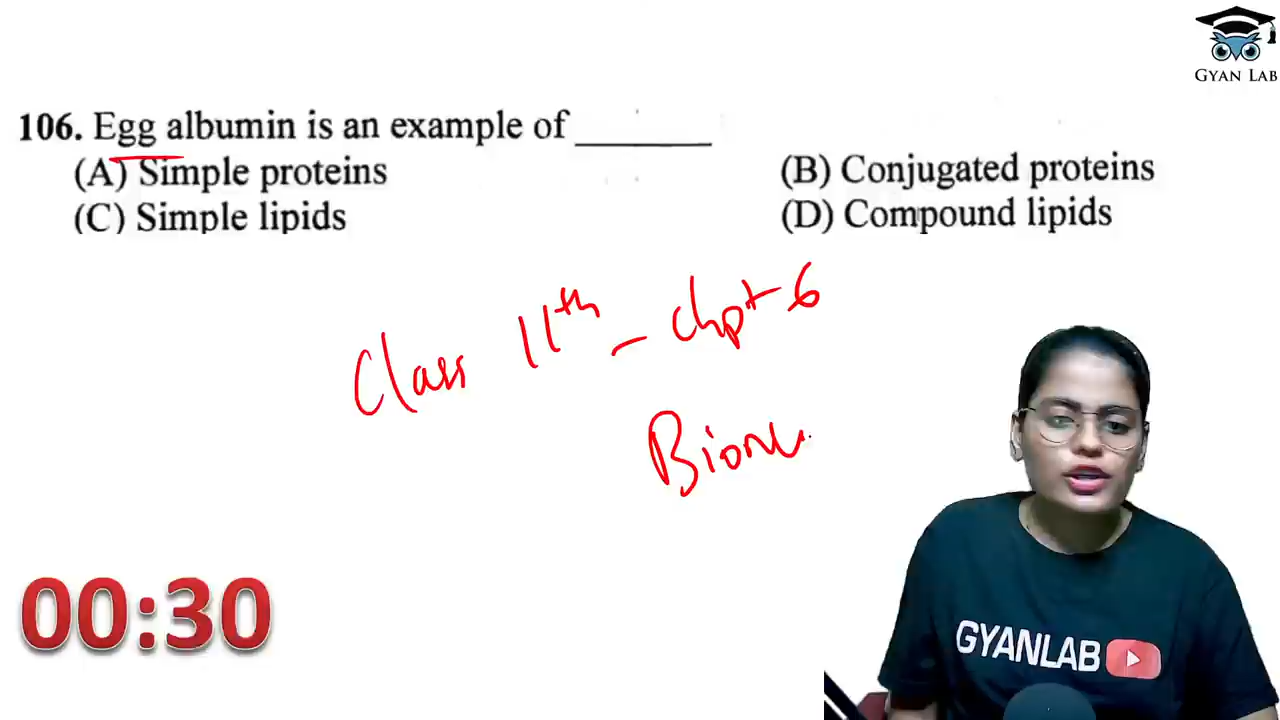 GYAN LAB
106. Egg albumin is an example of ________
(A) Simple proteins
(B) Conjugated proteins
(C) Simple lipids
(D) Compound lipids
Class 11th - chpt 6
00:30
GYANLAB